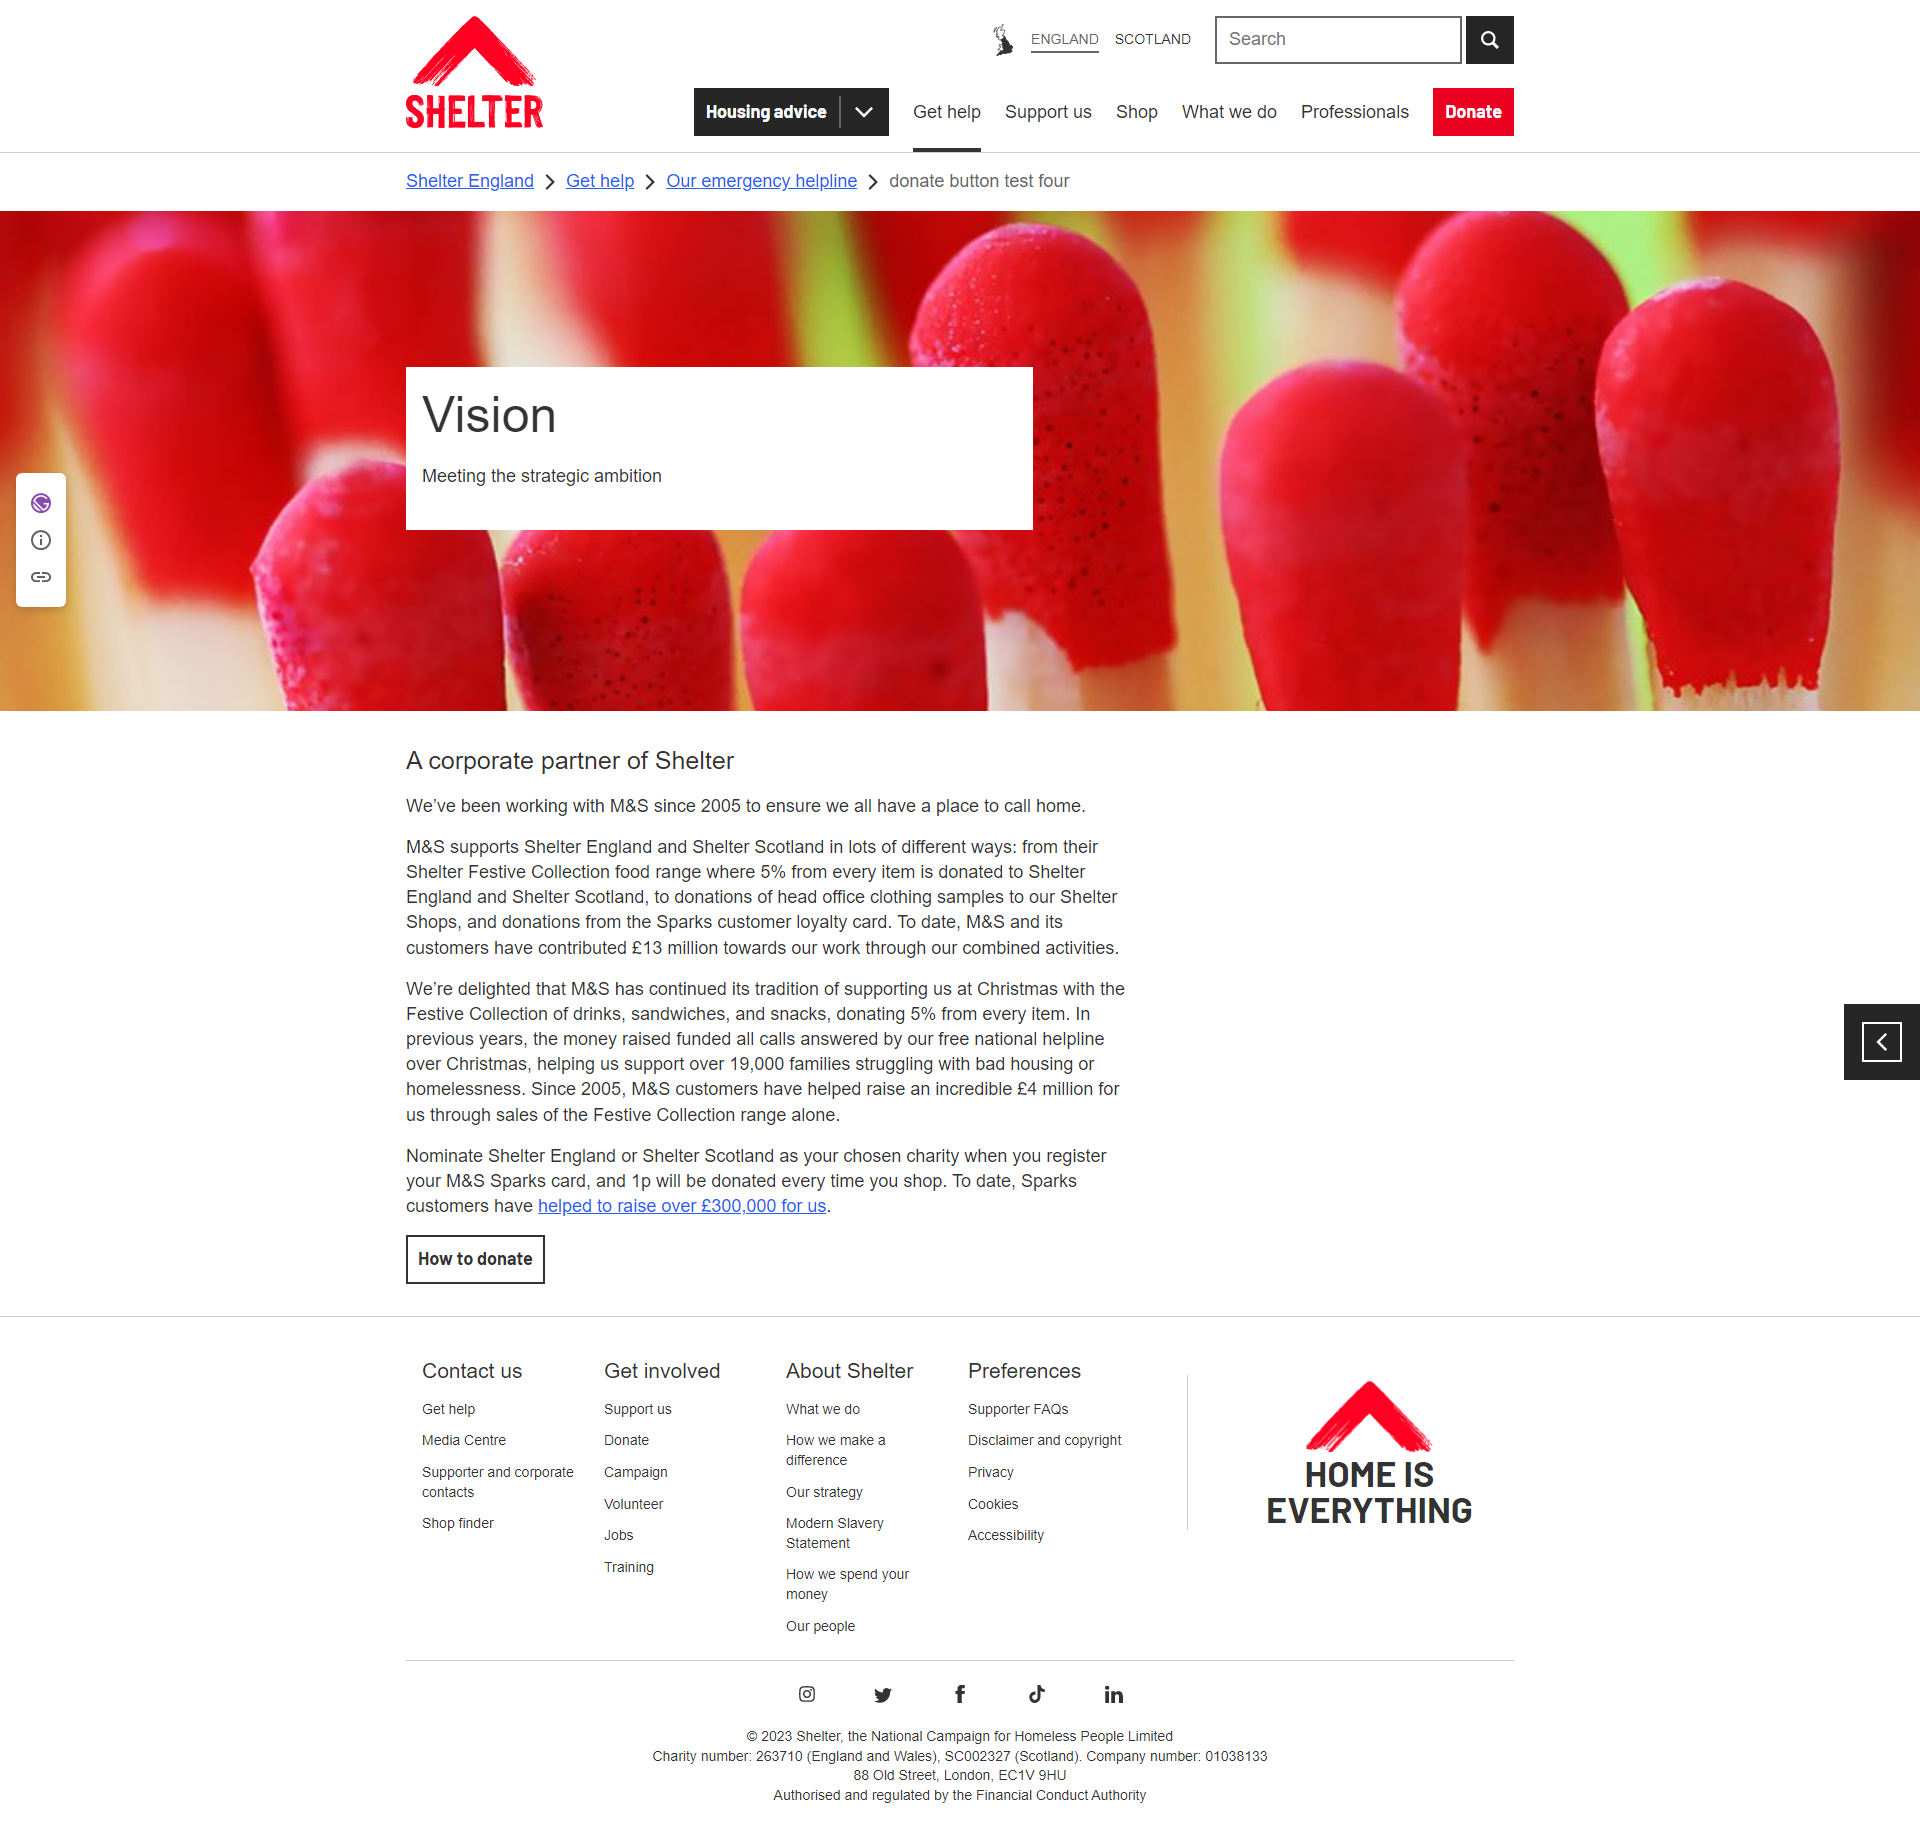 SHELTER
ENGLAND
SCOTLAND
Search
Housing advice
Get help
Support us
Shop
What we do
Professionals
Donate
Shelter England
Get help
Our emergency helpline
donate button test four
Vision
Meeting the strategic ambition
A corporate partner of Shelter
We’ve been working with M&S since 2005 to ensure we all have a place to call home.
M&S supports Shelter England and Shelter Scotland in lots of different ways: from their
Shelter Festive Collection food range where 5% from every item is donated to Shelter
England and Shelter Scotland, to donations of head office clothing samples to our Shelter
Shops, and donations from the Sparks customer loyalty card. To date, M&S and its
customers have contributed £13 million towards our work through our combined activities.
We’re delighted that M&S has continued its tradition of supporting us at Christmas with the
Festive Collection of drinks, sandwiches, and snacks, donating 5% from every item. In
previous years, the money raised funded all calls answered by our free national helpline
over Christmas, helping us support over 19,000 families struggling with bad housing or
homelessness. Since 2005, M&S customers have helped raise an incredible £4 million for
us through sales of the Festive Collection range alone.
Nominate Shelter England or Shelter Scotland as your chosen charity when you register
your M&S Sparks card, and 1p will be donated every time you shop. To date, Sparks
customers have helped to raise over £300,000 for us.
How to donate
Contact us
Get help
Media Centre
Supporter and corporate
contacts
Shop finder
Get involved
Support us
Donate
Campaign
Volunteer
Jobs
Training
About Shelter
What we do
How we make a
difference
Our strategy
Modern Slavery
Statement
How we spend your
money
Our people
Preferences
Supporter FAQs
Disclaimer and copyright
Privacy
Cookies
Accessibility
HOME IS
EVERYTHING
© 2023 Shelter, the National Campaign for Homeless People Limited
Charity number: 263710 (England and Wales), SC002327 (Scotland). Company number: 01038133
88 Old Street, London, EC1V 9HU
Authorised and regulated by the Financial Conduct Authority